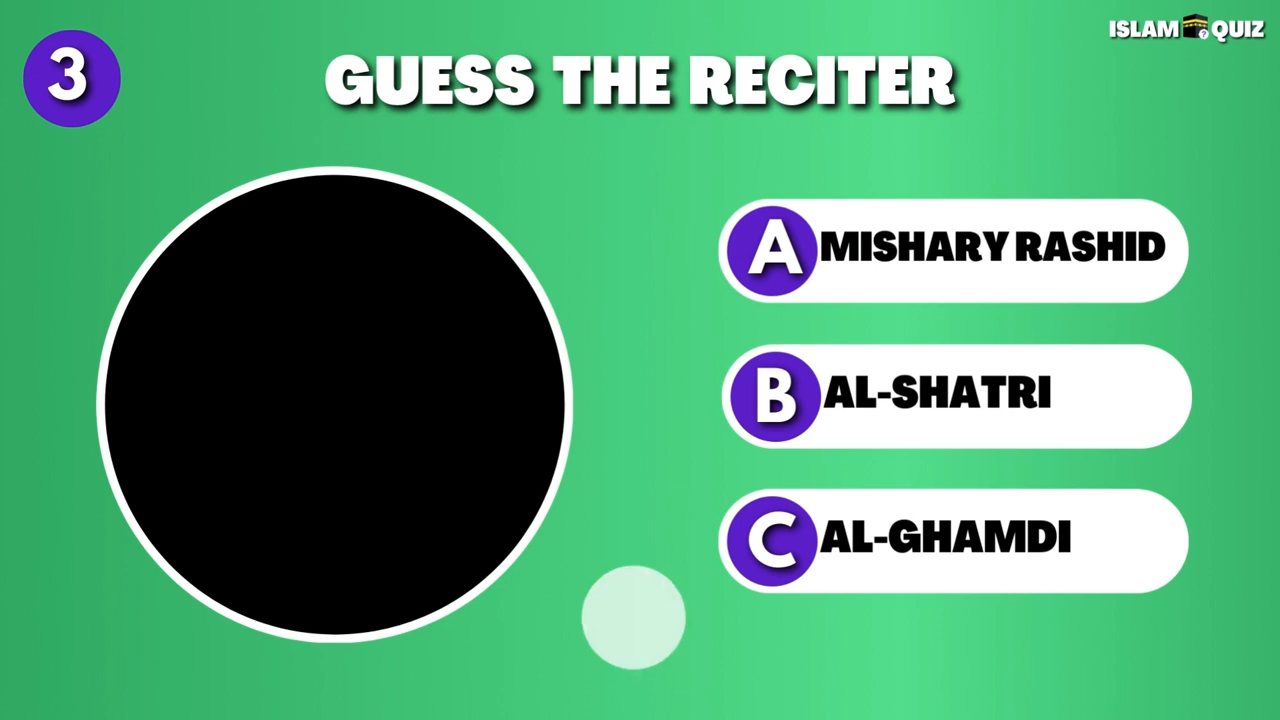 3
GUESS THE RECITER
ISLAM QUIZ
A MISHARY RASHID
B AL-SHATRI
C AL-GHAMDI